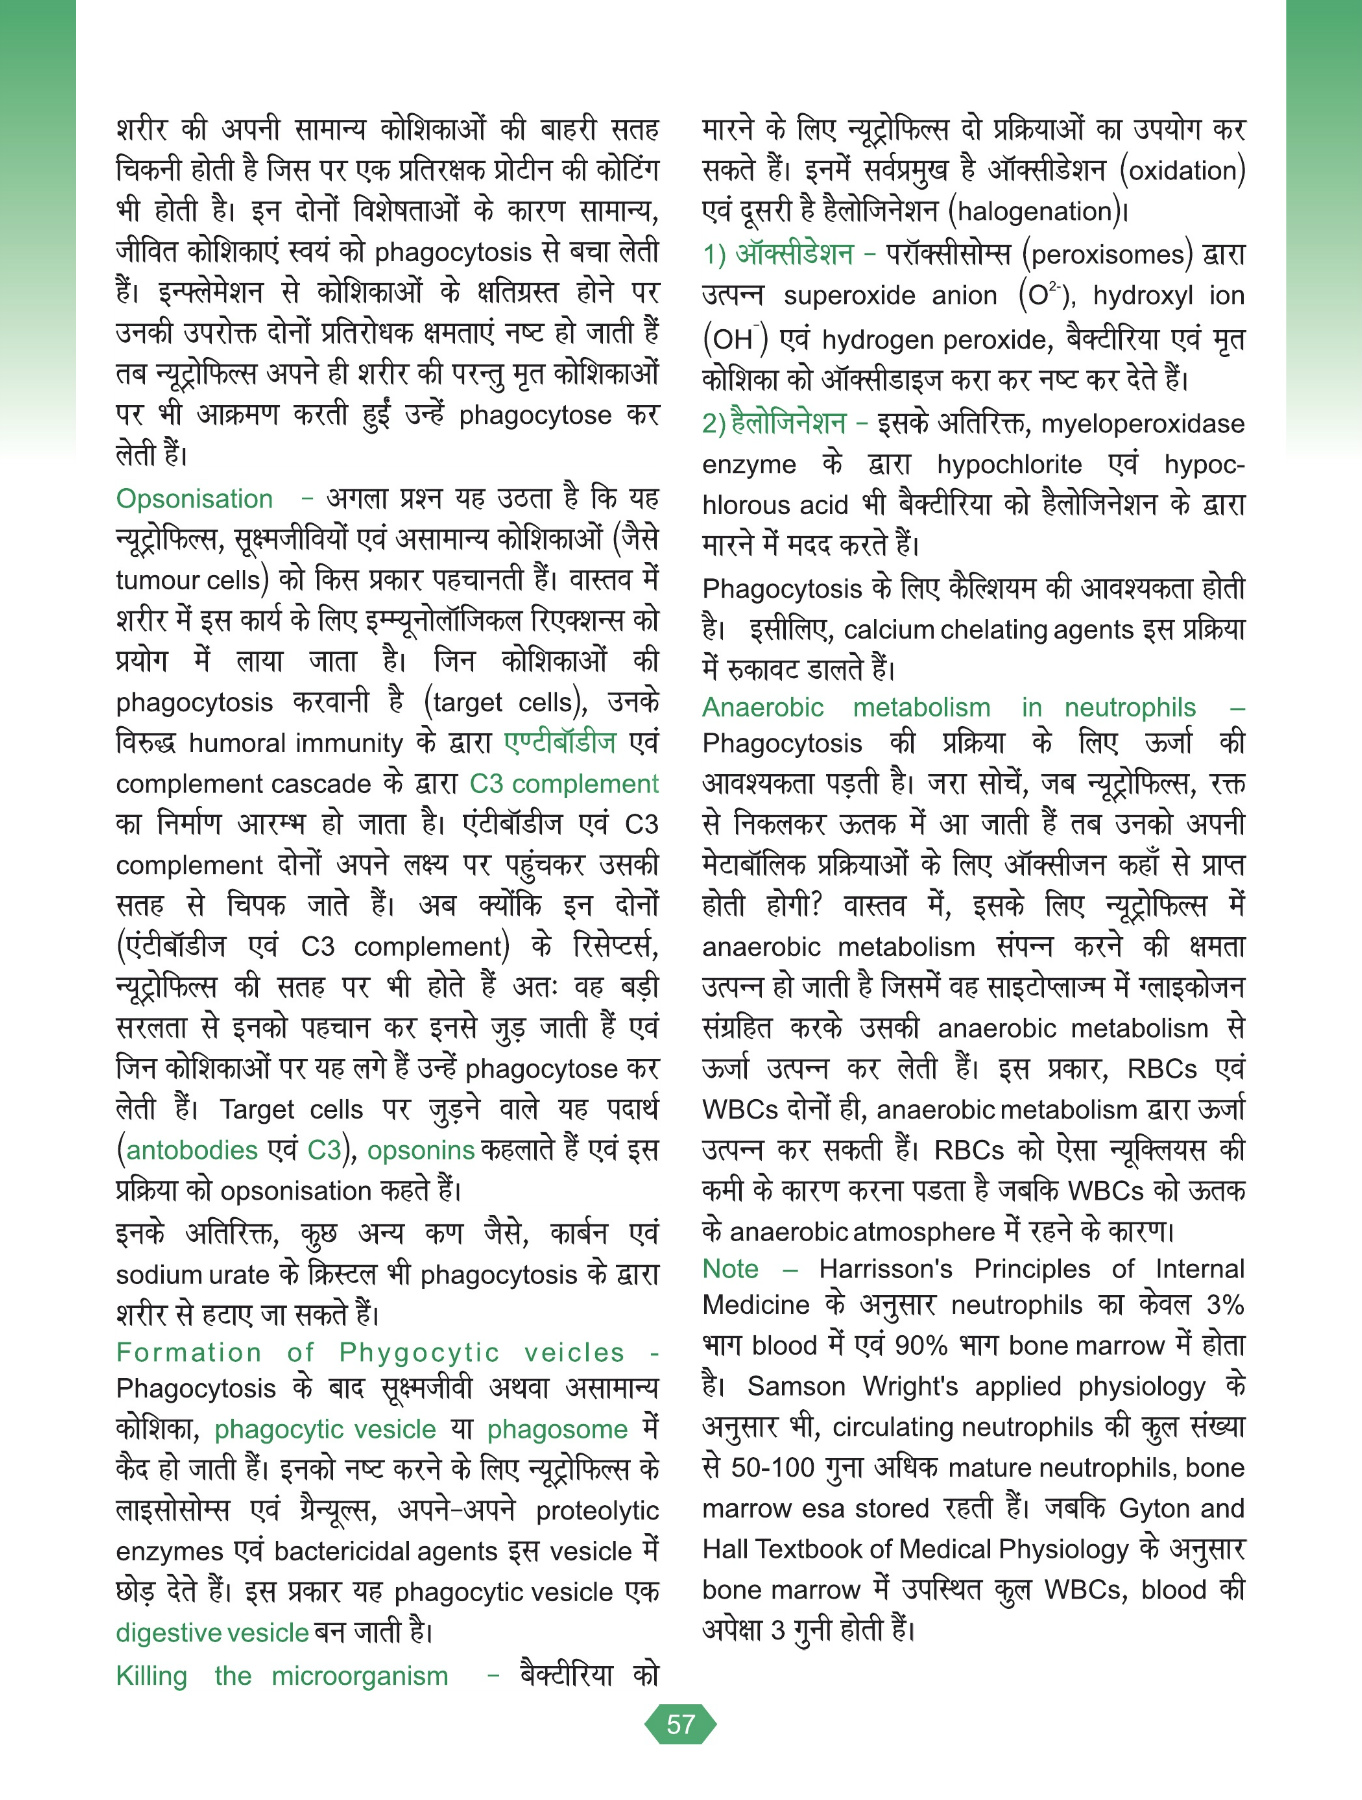 शरीर की अपनी सामान्य कोशिकाओं की बाहरी सतह
चिकनी होती है जिस पर एक प्रतिरक्षक प्रोटीन की कोटिंग
भी होती है। इन दोनों विशेषताओं के कारण सामान्य,
जीवित कोशिकाएं स्वयं को phagocytosis से बचा लेती
हैं। इन्फ्लेमेशन से कोशिकाओं के क्षतिग्रस्त होने पर
उनकी उपरोक्त दोनों प्रतिरोधक क्षमताएं नष्ट हो जाती हैं
तब न्यूट्रोफिल्स अपने ही शरीर की परन्तु मृत कोशिकाओं
पर भी आक्रमण करती हुईं उन्हें phagocytose कर
लेती हैं।
Opsonisation – अगला प्रश्न यह उठता है कि यह
न्यूट्रोफिल्स, सूक्ष्मजीवियों एवं असामान्य कोशिकाओं (जैसे
tumour cells) को किस प्रकार पहचानती हैं। वास्तव में
शरीर में इस कार्य के लिए इम्म्यूनोलॉजिकल रिएक्शन्स को
प्रयोग में लाया जाता है। जिन कोशिकाओं की
phagocytosis करवानी है (target cells), उनके
विरुद्ध humoral immunity के द्वारा एण्टीबॉडीज एवं
complement cascade के द्वारा C3 complement
का निर्माण आरम्भ हो जाता है। एंटीबॉडीज एवं C3
complement दोनों अपने लक्ष्य पर पहुंचकर उसकी
सतह से चिपक जाते हैं। अब क्योंकि इन दोनों
(एंटीबॉडीज एवं C3 complement) के रिसेप्टर्स,
न्यूट्रोफिल्स की सतह पर भी होते हैं अतः वह बड़ी
सरलता से इनको पहचान कर इनसे जुड़ जाती हैं एवं
जिन कोशिकाओं पर यह लगे हैं उन्हें phagocytose कर
लेती हैं। Target cells पर जुड़ने वाले यह पदार्थ
(antobodies एवं C3), opsonins कहलाते हैं एवं इस
प्रक्रिया को opsonisation कहते हैं।
इनके अतिरिक्त, कुछ अन्य कण जैसे, कार्बन एवं
sodium urate के क्रिस्टल भी phagocytosis के द्वारा
शरीर से हटाए जा सकते हैं।
Formation of Phygocytic veicles -
Phagocytosis के बाद सूक्ष्मजीवी अथवा असामान्य
कोशिका, phagocytic vesicle या phagosome में
कैद हो जाती हैं। इनको नष्ट करने के लिए न्यूट्रोफिल्स के
लाइसोसोम्स एवं ग्रैन्यूल्स, अपने-अपने proteolytic
enzymes एवं bactericidal agents इस vesicle में
छोड़ देते हैं। इस प्रकार यह phagocytic vesicle एक
digestive vesicle बन जाती है।
Killing the microorganism – बैक्टीरिया को
मारने के लिए न्यूट्रोफिल्स दो प्रक्रियाओं का उपयोग कर
सकते हैं। इनमें सर्वप्रमुख है ऑक्सीडेशन (oxidation)
एवं दूसरी है हैलोजिनेशन (halogenation)।
1) ऑक्सीडेशन – परॉक्सीसोम्स (peroxisomes) द्वारा
उत्पन्न superoxide anion (O²⁻), hydroxyl ion
(OH⁻) एवं hydrogen peroxide, बैक्टीरिया एवं मृत
कोशिका को ऑक्सीडाइज करा कर नष्ट कर देते हैं।
2) हैलोजिनेशन – इसके अतिरिक्त, myeloperoxidase
enzyme के द्वारा hypochlorite एवं hypoc-
hlorous acid भी बैक्टीरिया को हैलोजिनेशन के द्वारा
मारने में मदद करते हैं।
Phagocytosis के लिए कैल्शियम की आवश्यकता होती
है। इसीलिए, calcium chelating agents इस प्रक्रिया
में रुकावट डालते हैं।
Anaerobic metabolism in neutrophils –
Phagocytosis की प्रक्रिया के लिए ऊर्जा की
आवश्यकता पड़ती है। जरा सोचें, जब न्यूट्रोफिल्स, रक्त
से निकलकर ऊतक में आ जाती हैं तब उनको अपनी
मेटाबॉलिक प्रक्रियाओं के लिए ऑक्सीजन कहाँ से प्राप्त
होती होगी? वास्तव में, इसके लिए न्यूट्रोफिल्स में
anaerobic metabolism संपन्न करने की क्षमता
उत्पन्न हो जाती है जिसमें वह साइटोप्लाज्म में ग्लाइकोजन
संग्रहित करके उसकी anaerobic metabolism से
ऊर्जा उत्पन्न कर लेती हैं। इस प्रकार, RBCs एवं
WBCs दोनों ही, anaerobic metabolism द्वारा ऊर्जा
उत्पन्न कर सकती हैं। RBCs को ऐसा न्यूक्लियस की
कमी के कारण करना पडता है जबकि WBCs को ऊतक
के anaerobic atmosphere में रहने के कारण।
Note – Harrisson's Principles of Internal
Medicine के अनुसार neutrophils का केवल 3%
भाग blood में एवं 90% भाग bone marrow में होता
है। Samson Wright's applied physiology के
अनुसार भी, circulating neutrophils की कुल संख्या
से 50-100 गुना अधिक mature neutrophils, bone
marrow esa stored रहती हैं। जबकि Gyton and
Hall Textbook of Medical Physiology के अनुसार
bone marrow में उपस्थित कुल WBCs, blood की
अपेक्षा 3 गुनी होती हैं।
57